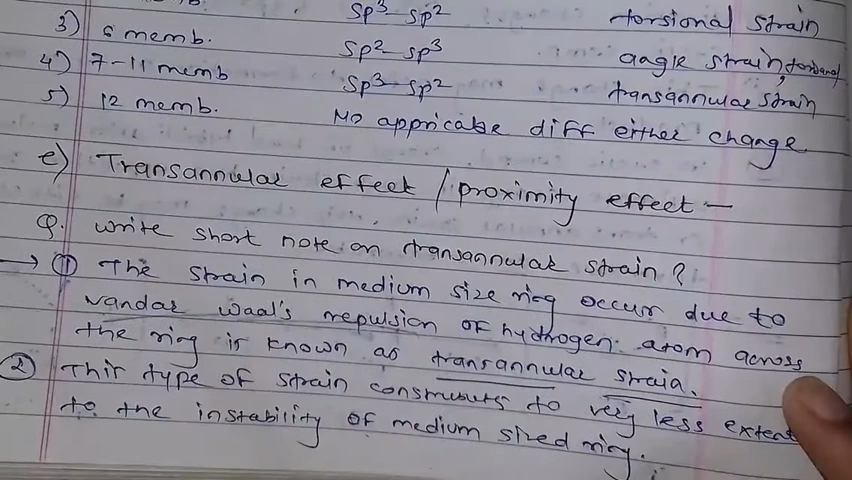 sp³ sp² torsional strain
3) 6 memb. sp² sp³ angle strain, torsional
4) 7-11 memb sp³ sp² transannular strain
5) 12 memb. No appricable diff either change
e) Transannular effect / proximity effect —
Q. write short note on transannular strain?
→ ① The strain in medium size ring occur due to
vandar waal's repulsion of hydrogen atom across
the ring is known as transannular strain.
② This type of strain constributs to very less extent
to the instability of medium sized ring.